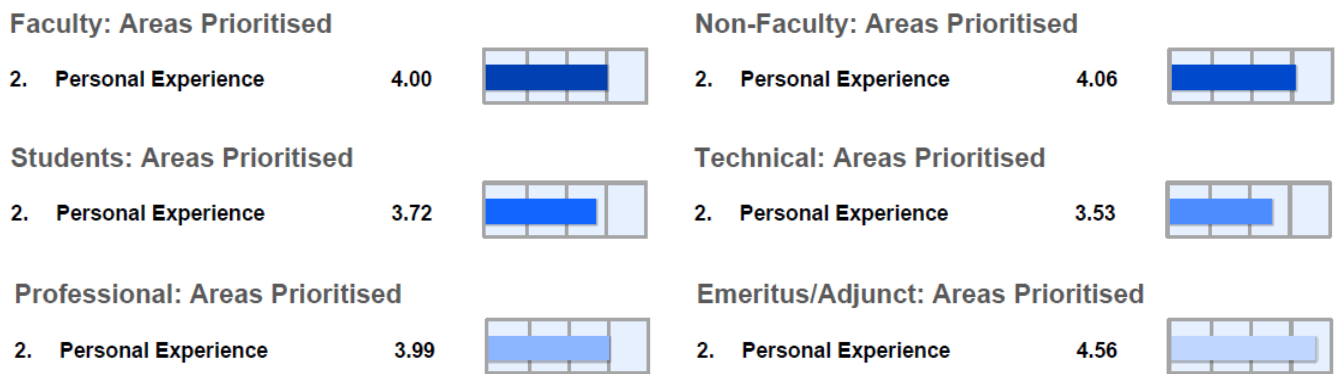 Faculty: Areas Prioritised
2. Personal Experience 4.00
Non-Faculty: Areas Prioritised
2. Personal Experience 4.06
Students: Areas Prioritised
2. Personal Experience 3.72
Technical: Areas Prioritised
2. Personal Experience 3.53
Professional: Areas Prioritised
2. Personal Experience 3.99
Emeritus/Adjunct: Areas Prioritised
2. Personal Experience 4.56